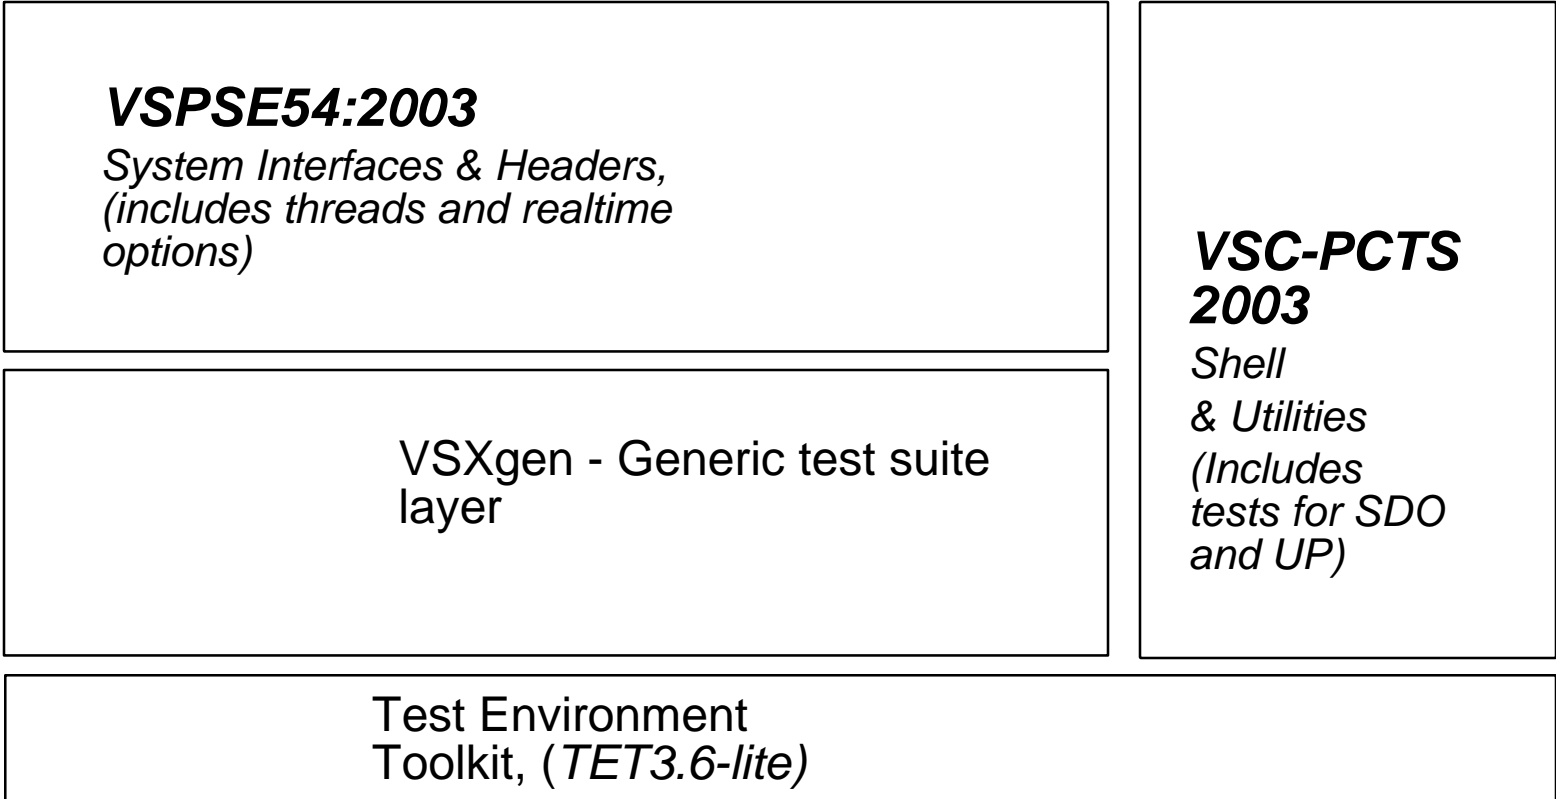 VSPSE54:2003
System Interfaces & Headers,
(includes threads and realtime
options)
VSXgen - Generic test suite
layer
VSC-PCTS
2003
Shell
& Utilities
(Includes
tests for SDO
and UP)
Test Environment
Toolkit, (TET3.6-lite)